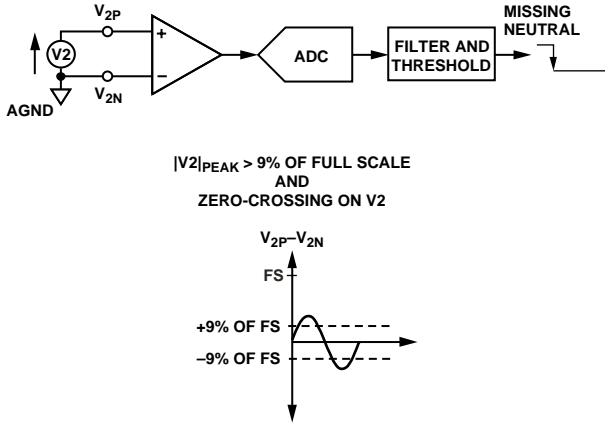 V2P
V2
V2N
AGND
+
–
ADC
FILTER AND
THRESHOLD
MISSING
NEUTRAL
|V2|PEAK > 9% OF FULL SCALE
AND
ZERO-CROSSING ON V2
V2P–V2N
FS
+9% OF FS
–9% OF FS